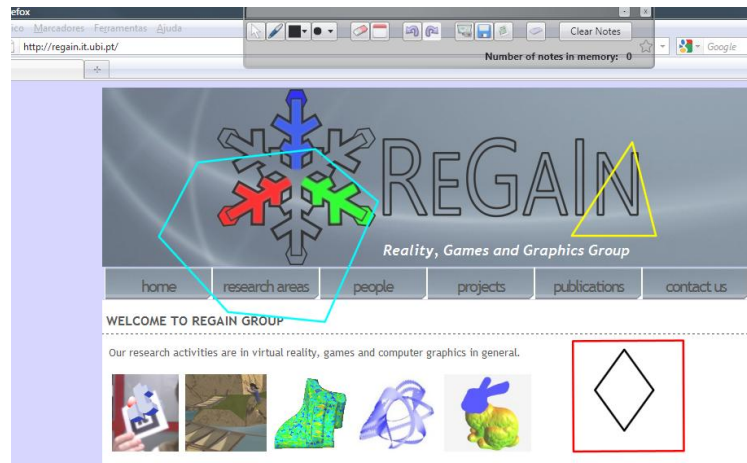 efox
ico Marcadores Ferramentas Ajuda
Clear Notes
http://regain.it.ubi.pt/
Number of notes in memory: 0
Google
REGAIN
Reality, Games and Graphics Group
home research areas people projects publications contact us
WELCOME TO REGAIN GROUP
Our research activities are in virtual reality, games and computer graphics in general.